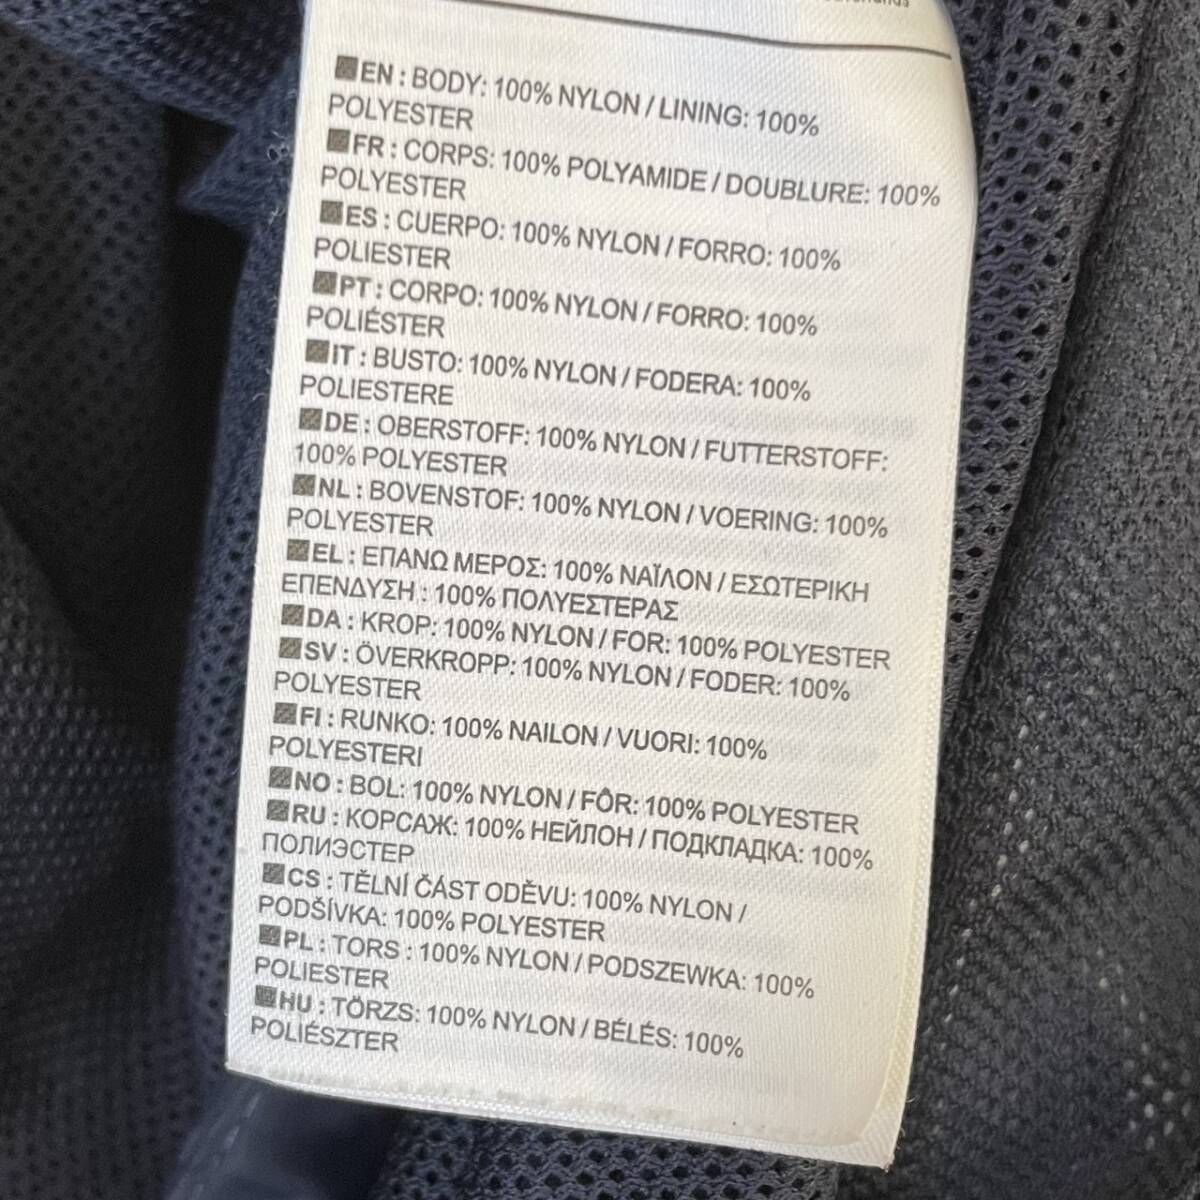 EN : BODY: 100% NYLON / LINING: 100%
POLYESTER
FR : CORPS: 100% POLYAMIDE / DOUBLURE: 100%
POLYESTER
ES : CUERPO: 100% NYLON / FORRO: 100%
POLIESTER
PT : CORPO: 100% NYLON / FORRO: 100%
POLIÉSTER
IT : BUSTO: 100% NYLON / FODERA: 100%
POLIESTERE
DE : OBERSTOFF: 100% NYLON / FUTTERSTOFF:
100% POLYESTER
NL : BOVENSTOF: 100% NYLON / VOERING: 100%
POLYESTER
EL : ΕΠΑΝΩ ΜΕΡΟΣ: 100% ΝΑΪΛΟΝ / ΕΣΩΤΕΡΙΚΗ
ΕΠΕΝΔΥΣΗ : 100% ΠΟΛΥΕΣΤΕΡΑΣ
DA : KROP: 100% NYLON / FOR: 100% POLYESTER
SV : ÖVERKROPP: 100% NYLON / FODER: 100%
POLYESTER
FI : RUNKO: 100% NAILON / VUORI: 100%
POLYESTERI
NO : BOL: 100% NYLON / FÔR: 100% POLYESTER
RU : КОРСАЖ: 100% НЕЙЛОН / ПОДКЛАДКА: 100%
ПОЛИЭСТЕР
CS : TĚLNÍ ČÁST ODĚVU: 100% NYLON /
PODŠÍVKA: 100% POLYESTER
PL : TORS : 100% NYLON / PODSZEWKA: 100%
POLIESTER
HU : TÖRZS: 100% NYLON / BÉLÉS: 100%
POLIÉSZTER